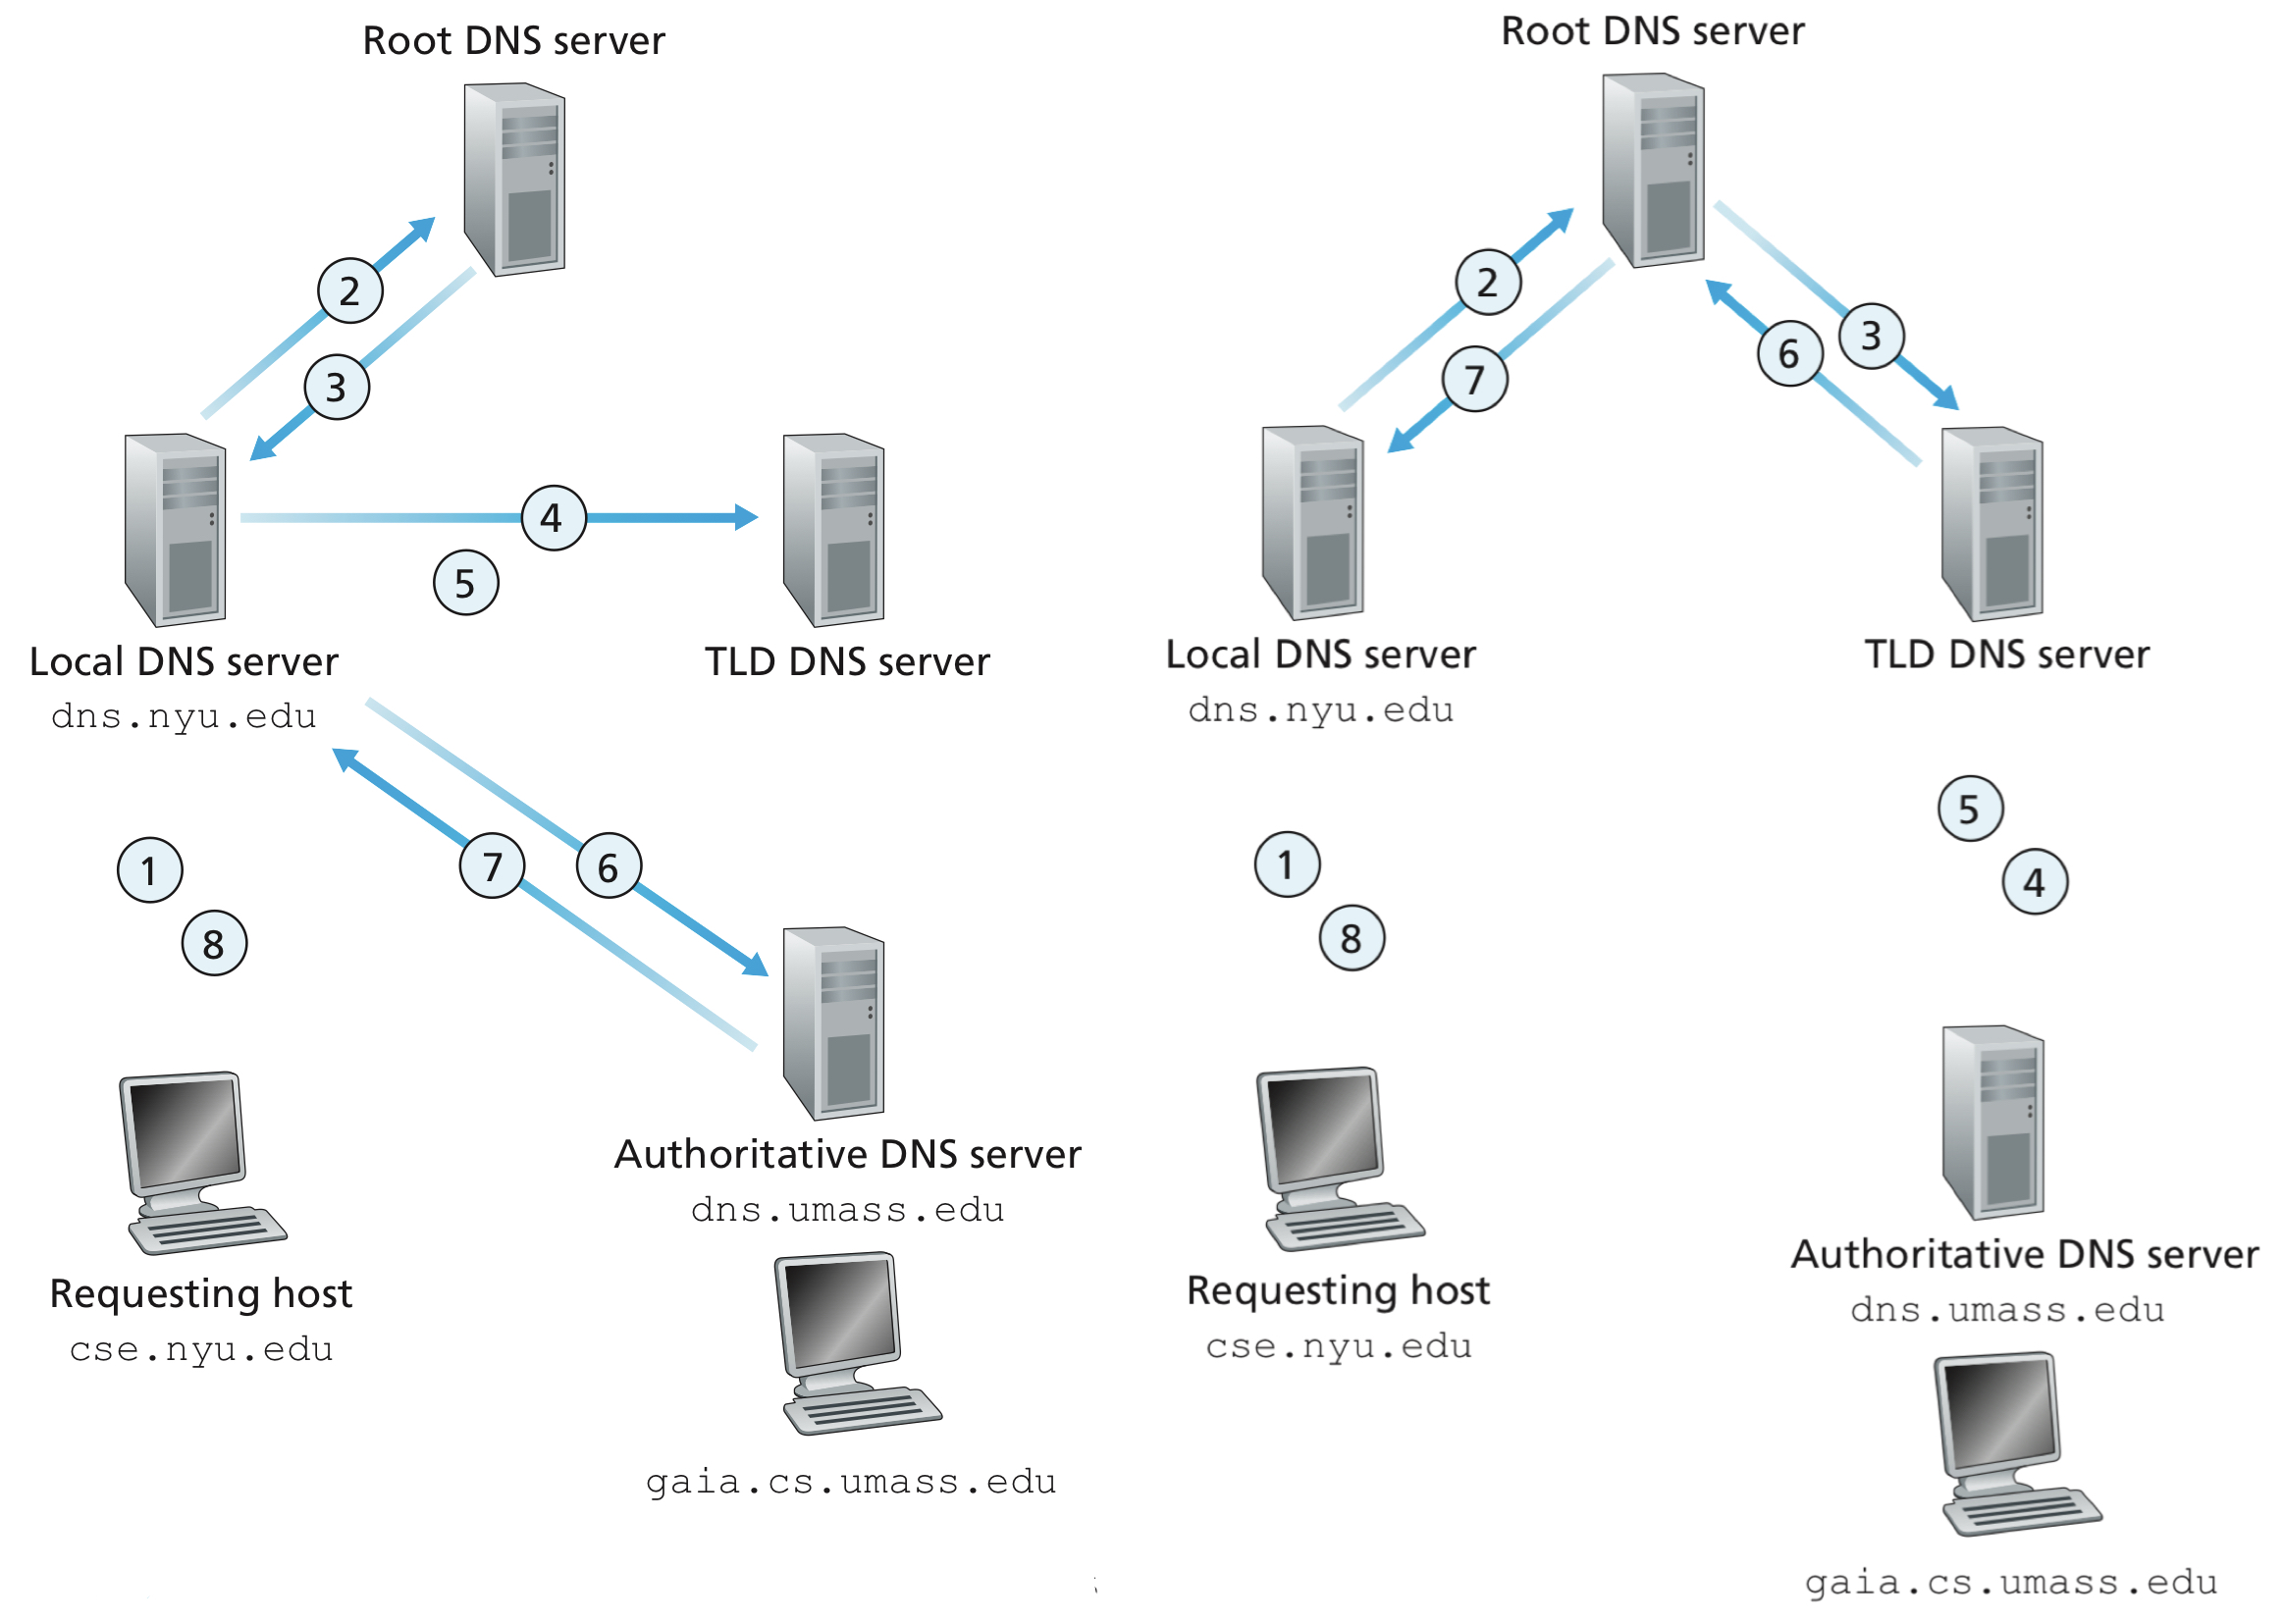 Root DNS server
2
3
4
5
Local DNS server
dns.nyu.edu
TLD DNS server
1
8
7
6
Authoritative DNS server
dns.umass.edu
Requesting host
cse.nyu.edu
gaia.cs.umass.edu
Root DNS server
2
7
6
3
Local DNS server
dns.nyu.edu
TLD DNS server
1
8
5
4
Requesting host
cse.nyu.edu
Authoritative DNS server
dns.umass.edu
gaia.cs.umass.edu